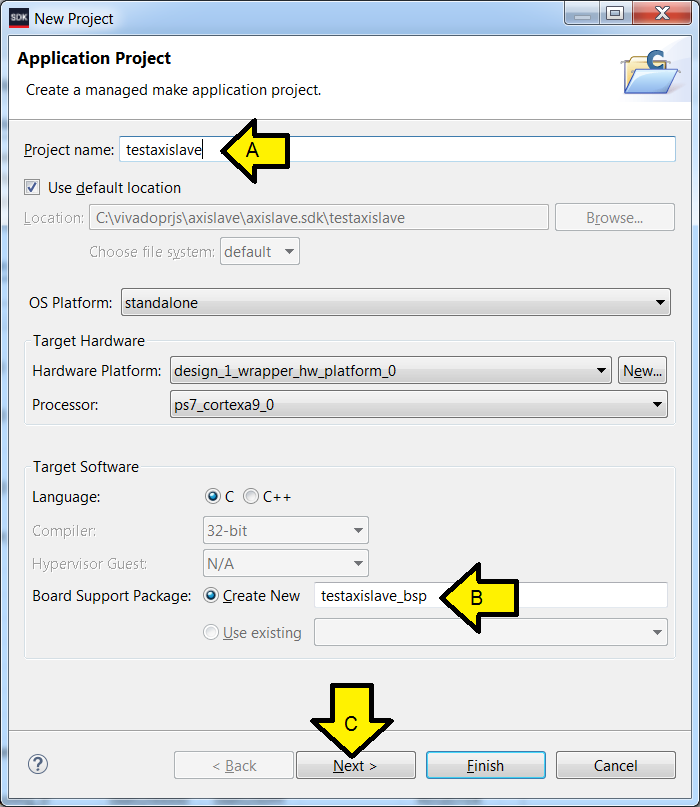 SDK New Project
Application Project
Create a managed make application project.
C
Project name: testaxislave A
Use default location
Location: C:\vivadoprjs\axislave\axislave.sdk\testaxislave Browse...
Choose file system: default
OS Platform: standalone
Target Hardware
Hardware Platform: design_1_wrapper_hw_platform_0 New...
Processor: ps7_cortexa9_0
Target Software
Language: C C++
Compiler: 32-bit
Hypervisor Guest: N/A
Board Support Package: Create New testaxislave_bsp B
Use existing
C
? < Back Next > Finish Cancel